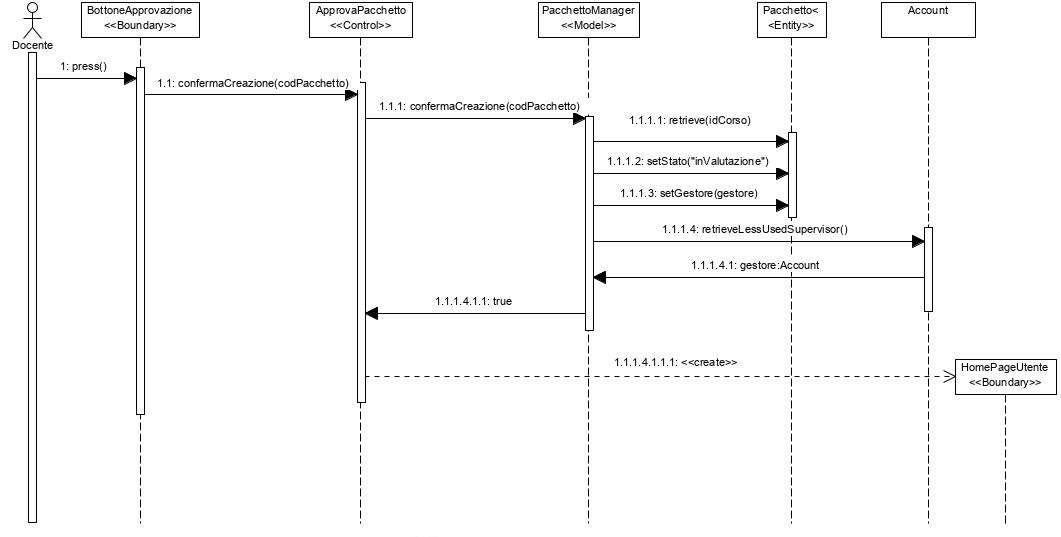 BottoneApprovazione
<<Boundary>>
ApprovaPacchetto
<<Control>>
PacchettoManager
<<Model>>
Pacchetto<
<Entity>>
Account
Docente
1: press()
1.1: confermaCreazione(codPacchetto)
1.1.1: confermaCreazione(codPacchetto)
1.1.1.1: retrieve(idCorso)
1.1.1.2: setStato("inValutazione")
1.1.1.3: setGestore(gestore)
1.1.1.4: retrieveLessUsedSupervisor()
1.1.1.4.1: gestore:Account
1.1.1.4.1.1: true
1.1.1.4.1.1.1: <<create>>
HomePageUtente
<<Boundary>>